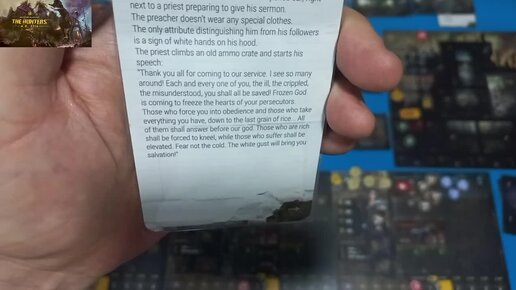 THE HUNTERS
A.D. 2114
next to a priest preparing to give his sermon.
The preacher doesn't wear any special clothes.
The only attribute distinguishing him from his followers
is a sign of white hands on his hood.
The priest climbs an old ammo crate and starts his
speech:
"Thank you all for coming to our service. I see so many
around! Each and every one of you, the ill, the crippled,
the misunderstood, you shall all be saved! Frozen God
is coming to freeze the hearts of your persecutors.
Those who force you into obedience and those who take
everything you have, down to the last grain of rice... All
of them shall answer before our god. Those who are rich
shall be forced to kneel, while those who suffer shall be
elevated. Fear not the cold. The white gust will bring you
salvation!"